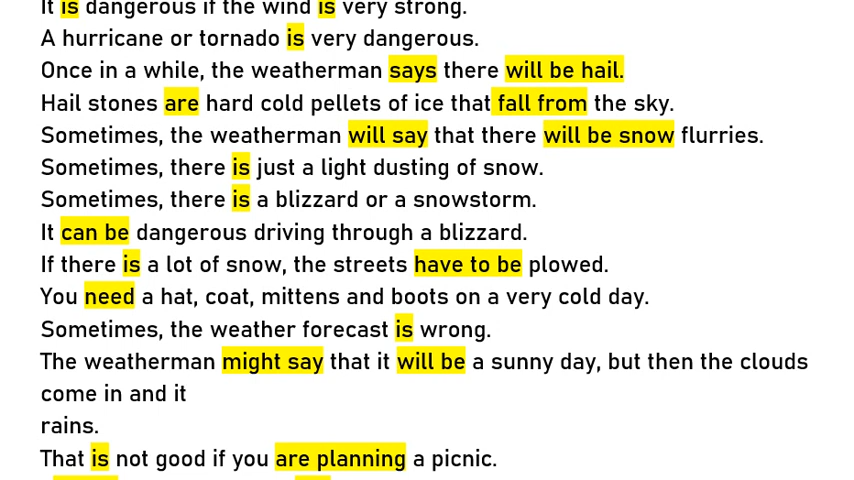 It is dangerous if the wind is very strong.
A hurricane or tornado is very dangerous.
Once in a while, the weatherman says there will be hail.
Hail stones are hard cold pellets of ice that fall from the sky.
Sometimes, the weatherman will say that there will be snow flurries.
Sometimes, there is just a light dusting of snow.
Sometimes, there is a blizzard or a snowstorm.
It can be dangerous driving through a blizzard.
If there is a lot of snow, the streets have to be plowed.
You need a hat, coat, mittens and boots on a very cold day.
Sometimes, the weather forecast is wrong.
The weatherman might say that it will be a sunny day, but then the clouds
come in and it
rains.
That is not good if you are planning a picnic.